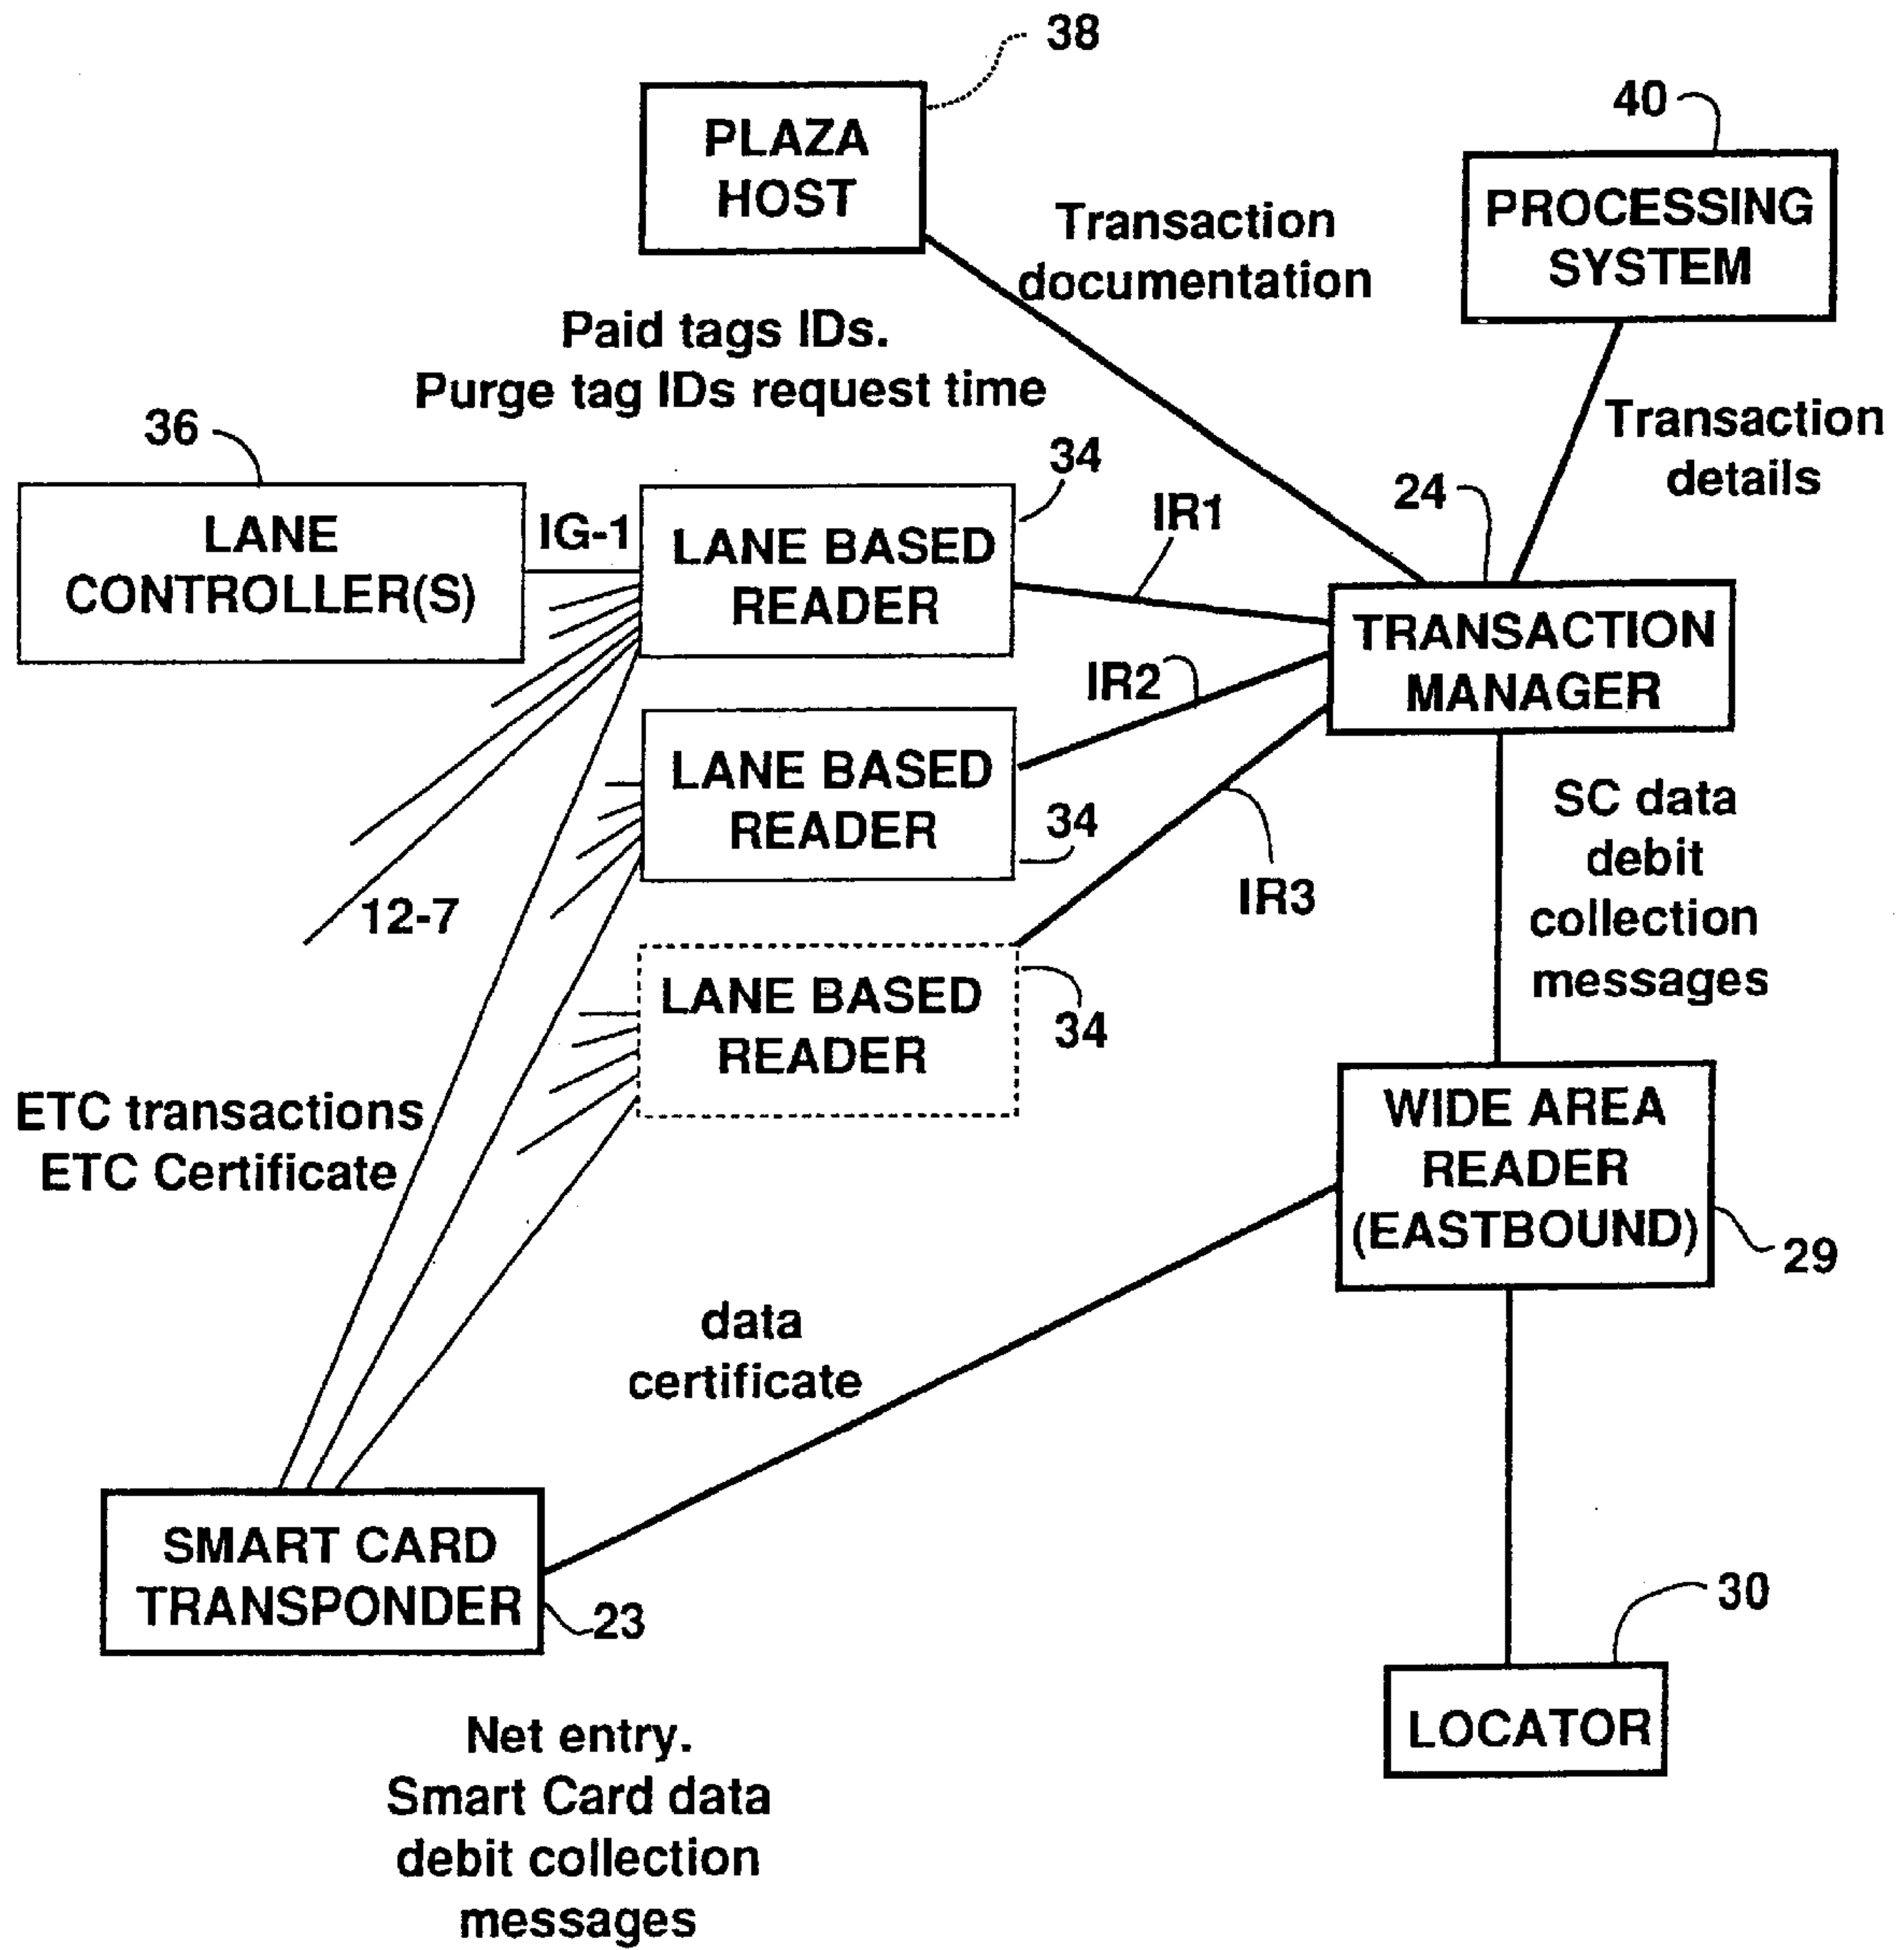 38
PLAZA
HOST
40
PROCESSING
SYSTEM
Transaction
documentation
Paid tags IDs.
Purge tag IDs request time
Transaction
details
36
34
24
LANE
CONTROLLER(S)
IG-1
LANE BASED
READER
IR1
TRANSACTION
MANAGER
IR2
LANE BASED
READER
34
IR3
12-7
SC data
debit
collection
messages
LANE BASED
READER
34
ETC transactions
ETC Certificate
WIDE AREA
READER
(EASTBOUND)
29
data
certificate
SMART CARD
TRANSPONDER
23
30
LOCATOR
Net entry.
Smart Card data
debit collection
messages